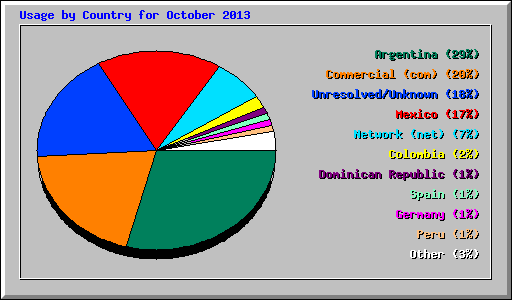 Usage by Country for October 2013
Argentina (29%)
Commercial (com) (20%)
Unresolved/Unknown (18%)
Mexico (17%)
Network (net) (7%)
Colombia (2%)
Dominican Republic (1%)
Spain (1%)
Germany (1%)
Peru (1%)
Other (3%)